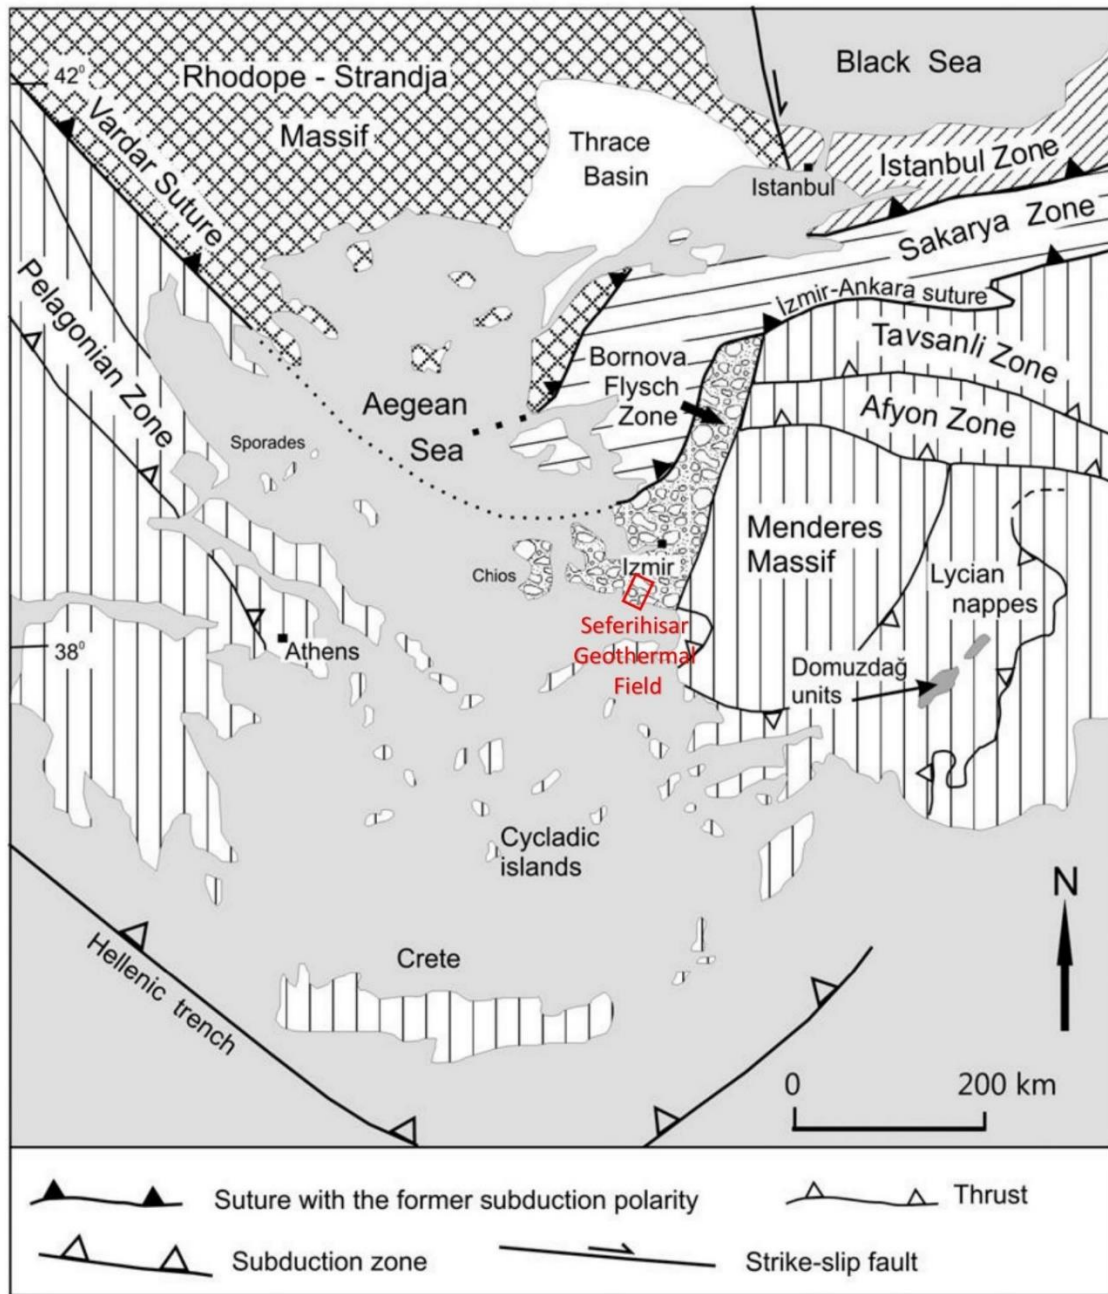 Black Sea
Rhodope - Strandja
Massif
42⁰
Thrace
Basin
Vardar Suture
Istanbul
Istanbul Zone
Sakarya Zone
Pelagonian Zone
İzmir-Ankara suture
Tavsanli Zone
Bornova
Flysch
Zone
Afyon Zone
Aegean
Sea
Sporades
Menderes
Massif
Chios
Izmir
Lycian
nappes
Seferihisar
Geothermal
Field
38⁰
Athens
Domuzdağ
units
Cycladic
islands
N
Hellenic trench
Crete
0
200 km
Suture with the former subduction polarity
Thrust
Subduction zone
Strike-slip fault